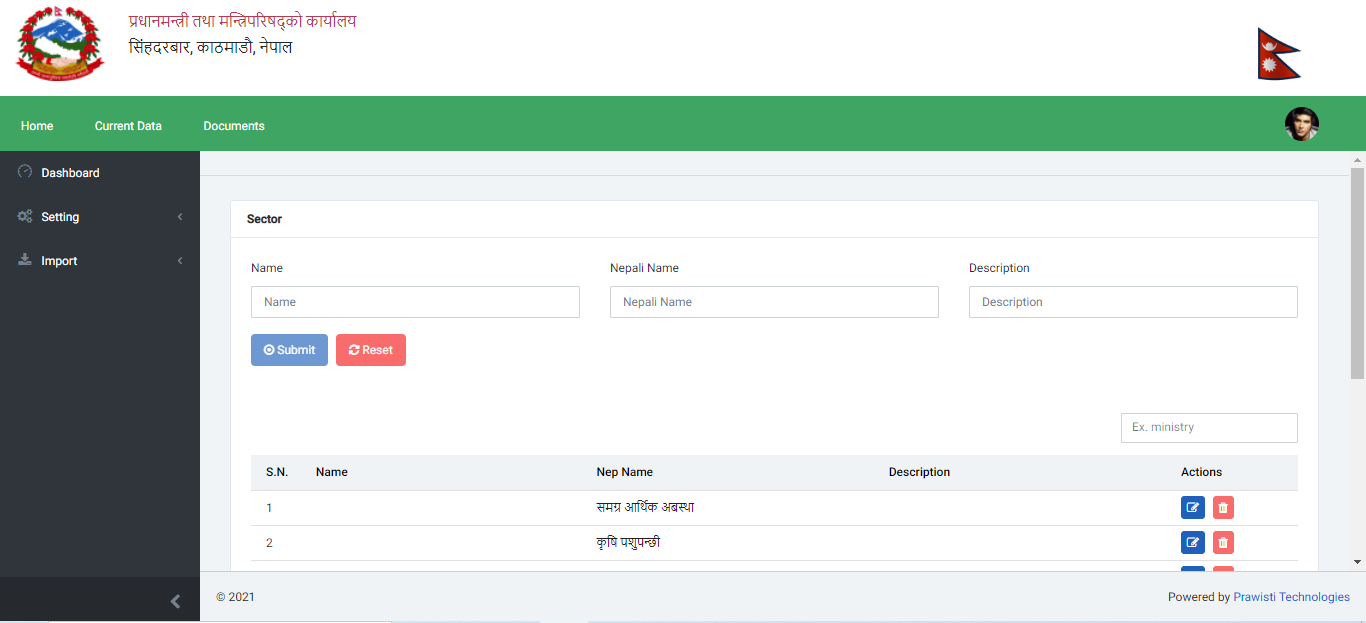 प्रधानमन्त्री तथा मन्त्रिपरिषद्को कार्यालय
सिंहदरबार, काठमाडौ, नेपाल
Home Current Data Documents
Dashboard
Setting
Import
Sector
Name Nepali Name Description
Name Nepali Name Description
Submit Reset
Ex. ministry
S.N. Name Nep Name Description Actions
1 समग्र आर्थिक अबस्था
2 कृषि पशुपन्छी
© 2021 Powered by Prawisti Technologies